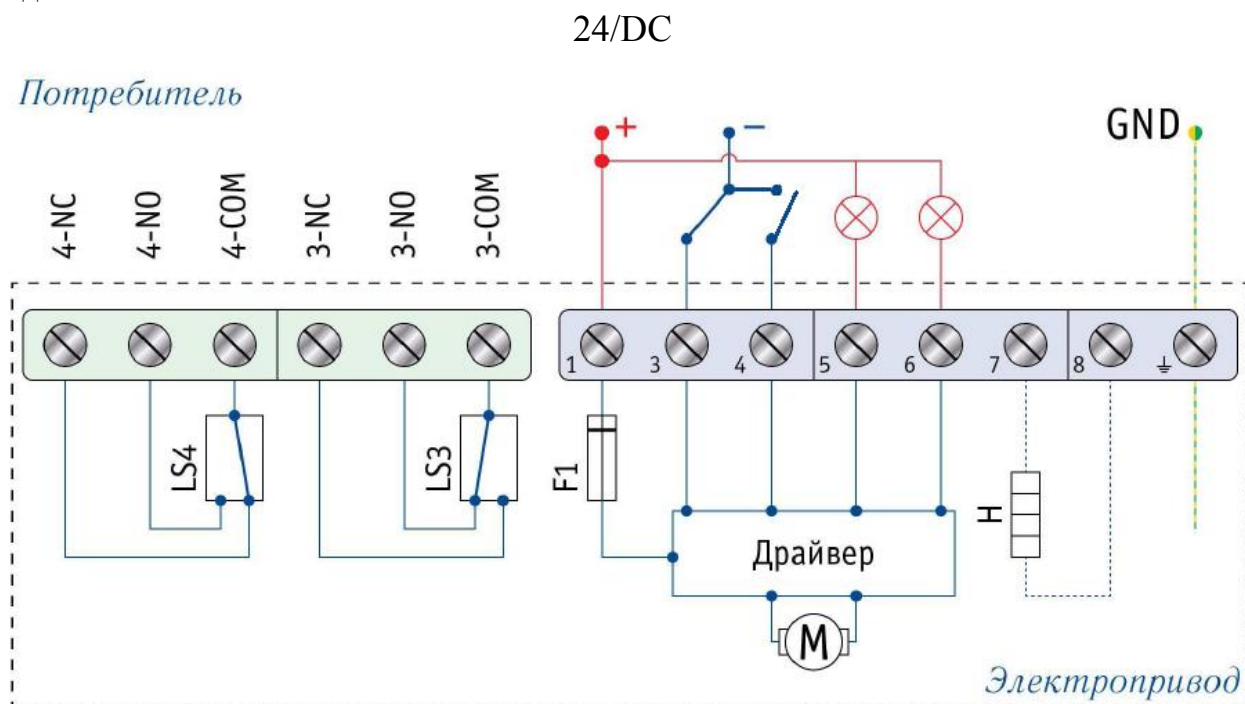 24/DC
Потребитель
+
−
GND
4-NC
4-NO
4-COM
3-NC
3-NO
3-COM
1
3
4
5
6
7
8
LS4
LS3
F1
H
Драйвер
M
Электропривод